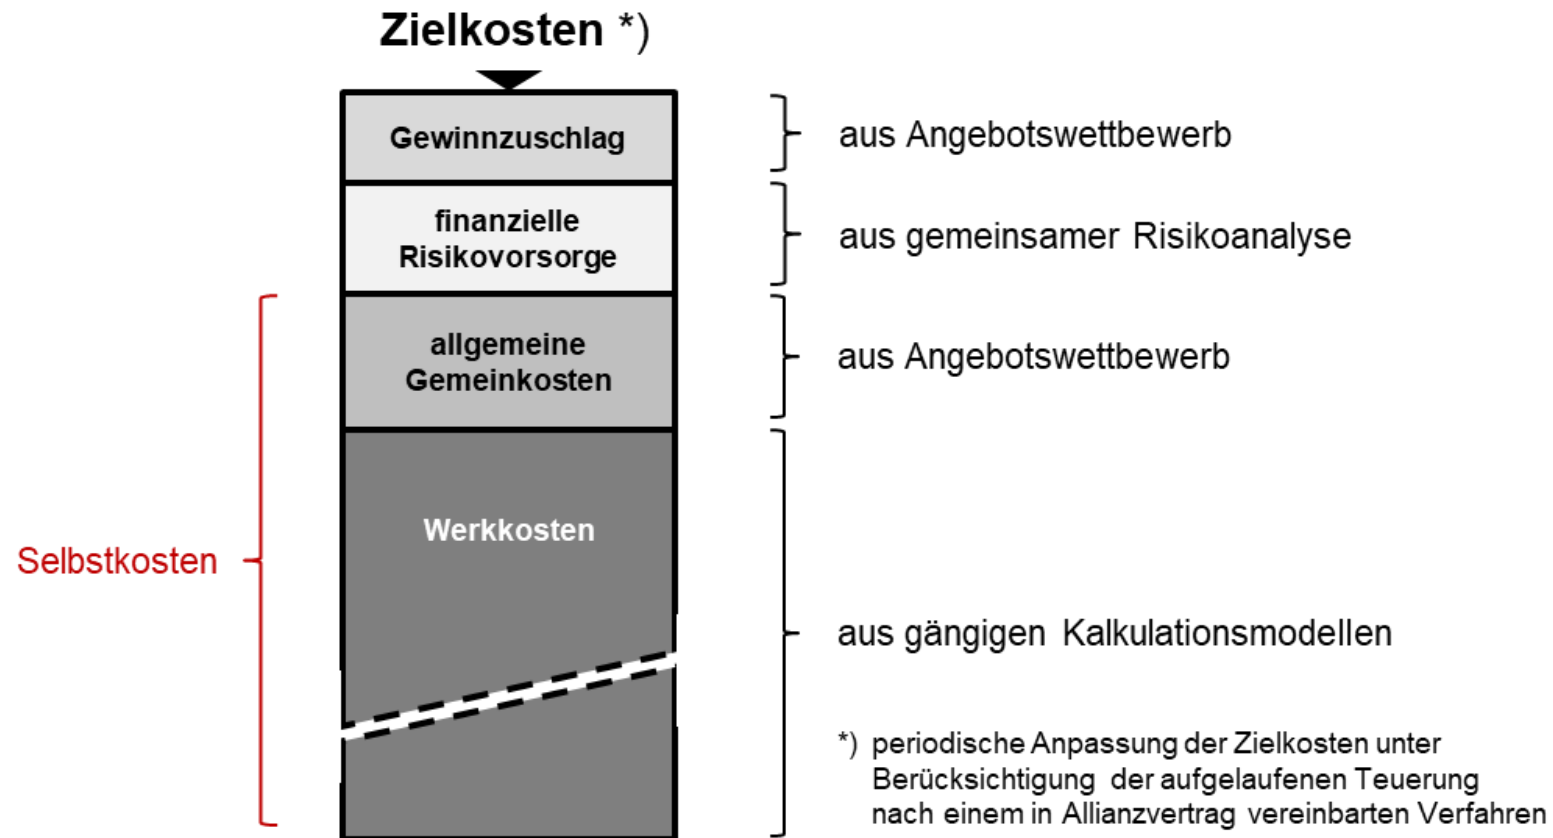 Zielkosten *)
Gewinnzuschlag
aus Angebotswettbewerb
finanzielle
Risikovorsorge
aus gemeinsamer Risikoanalyse
allgemeine
Gemeinkosten
aus Angebotswettbewerb
Werkkosten
Selbstkosten
aus gängigen Kalkulationsmodellen
*) periodische Anpassung der Zielkosten unter
Berücksichtigung der aufgelaufenen Teuerung
nach einem in Allianzvertrag vereinbarten Verfahren